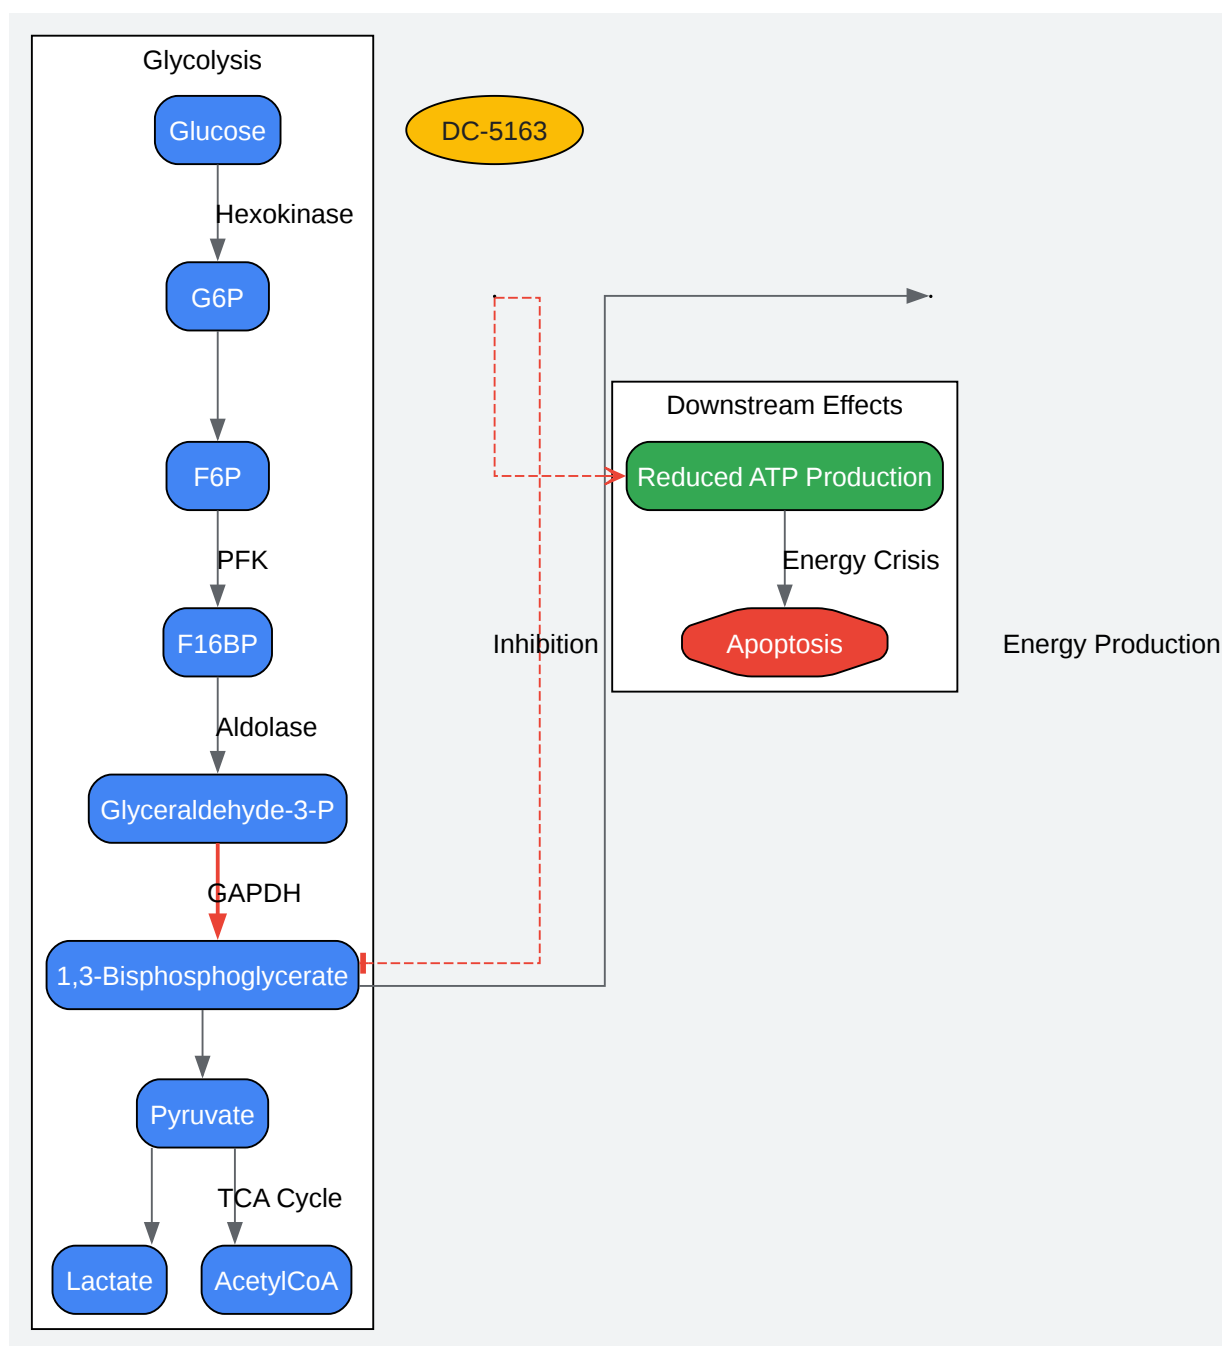 Glycolysis
Glucose
DC-5163
Hexokinase
G6P
Downstream Effects
F6P
Reduced ATP Production
PFK
Energy Crisis
F16BP
Inhibition
Apoptosis
Energy Production
Aldolase
Glyceraldehyde-3-P
GAPDH
1,3-Bisphosphoglycerate
Pyruvate
TCA Cycle
Lactate
AcetylCoA